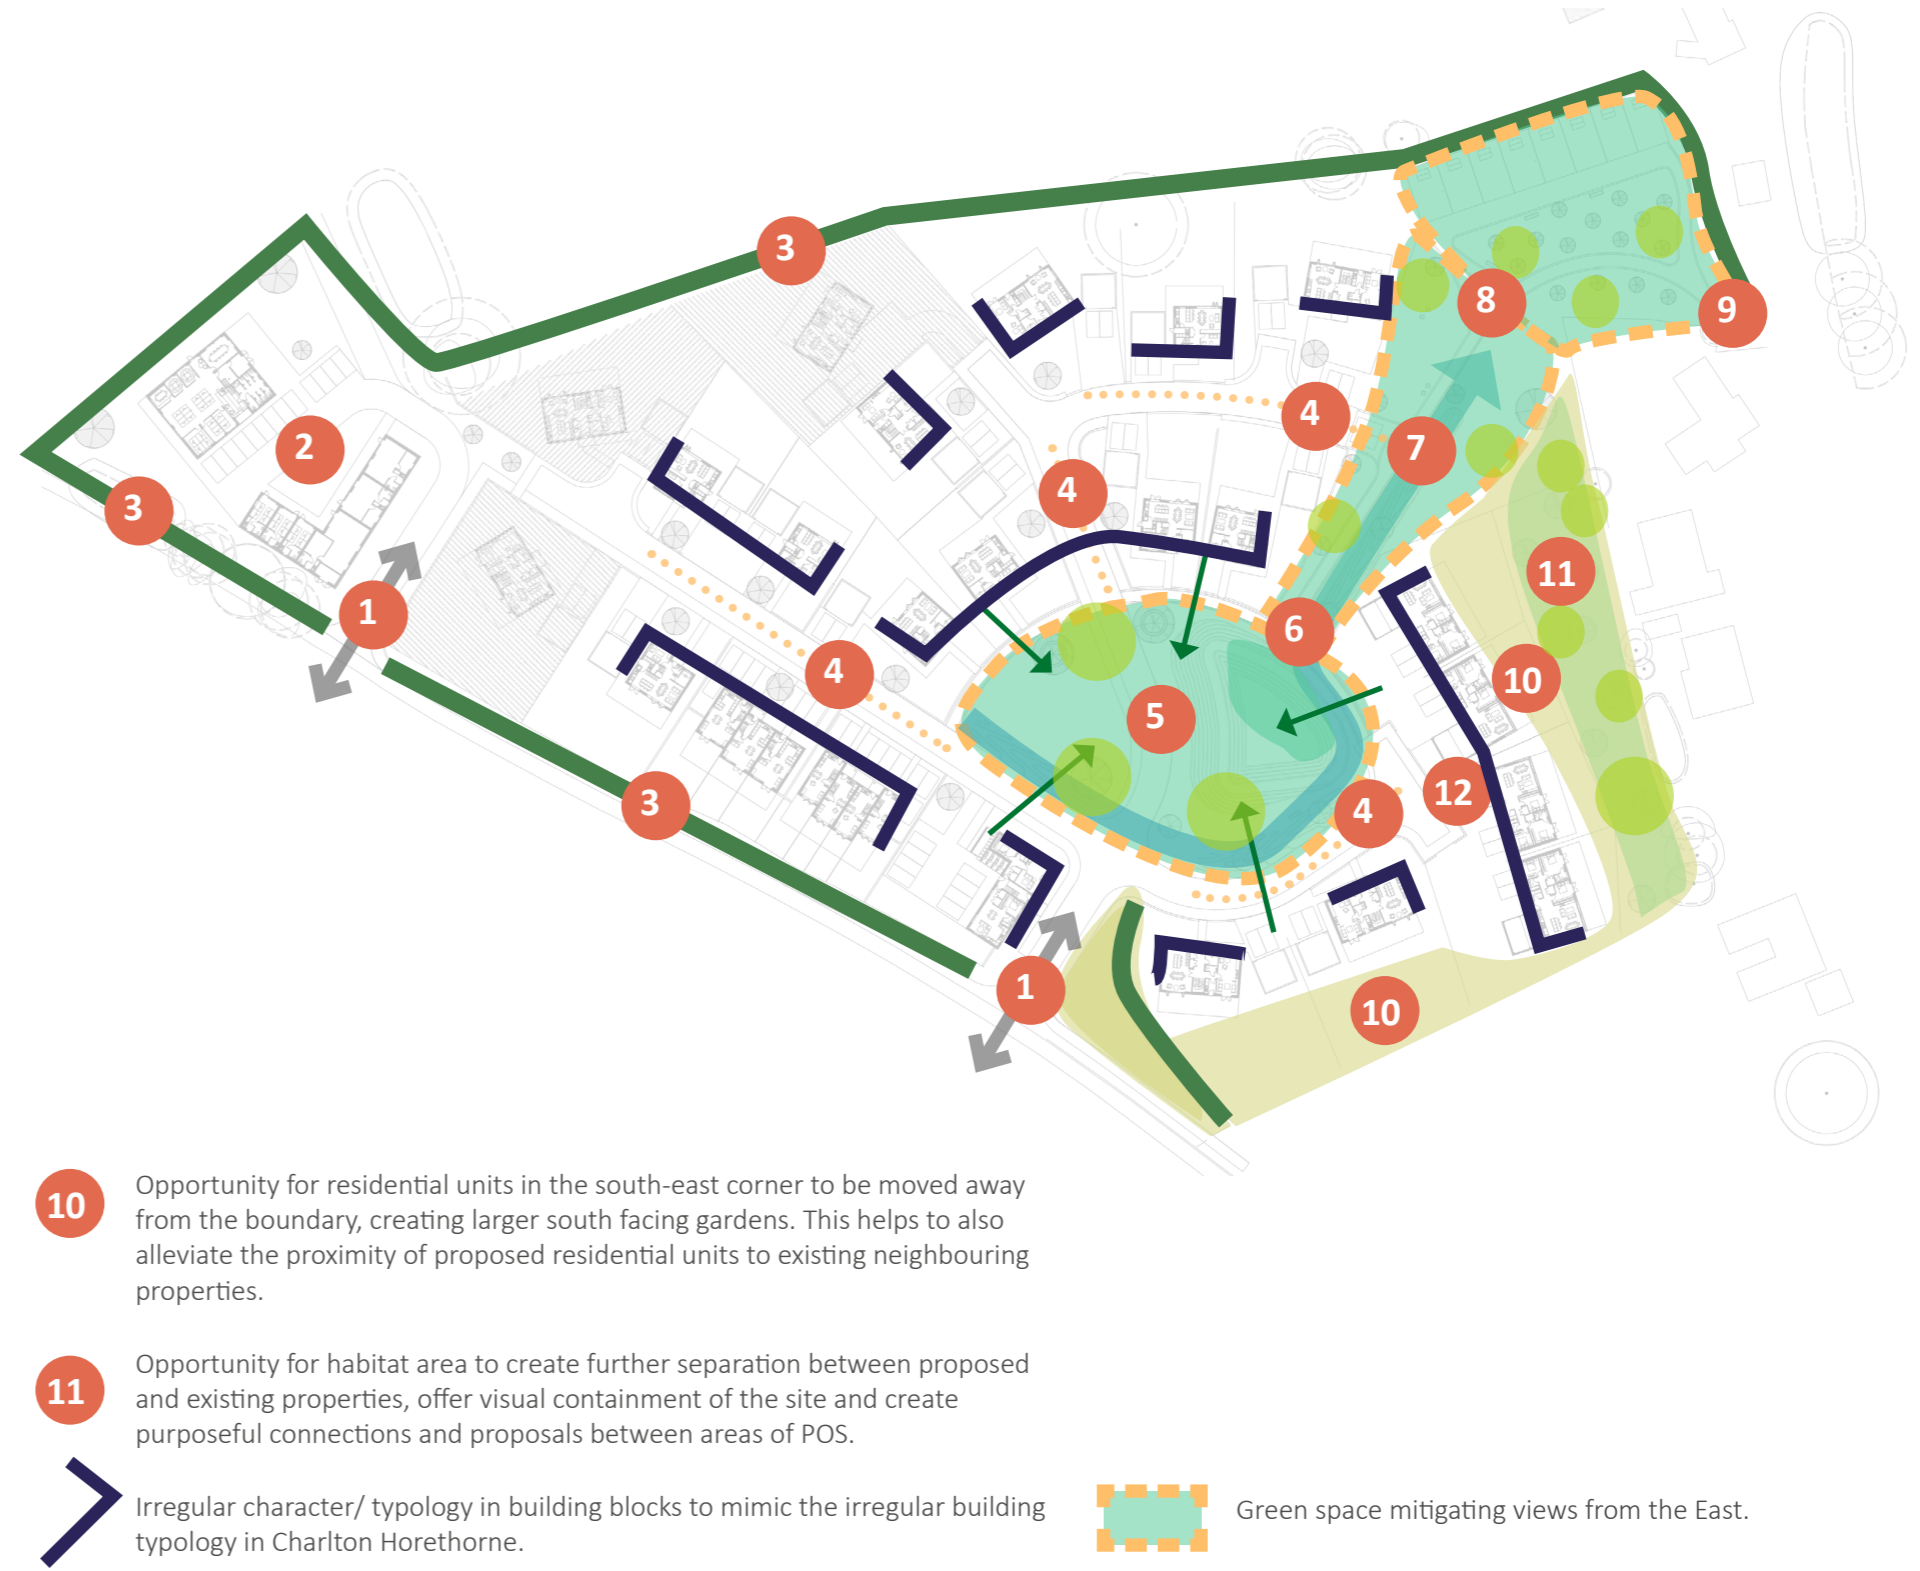 3
9
8
4
2
7
4
3
11
1
6
4
10
5
12
3
4
1
10
10
Opportunity for residential units in the south-east corner to be moved away
from the boundary, creating larger south facing gardens. This helps to also
alleviate the proximity of proposed residential units to existing neighbouring
properties.
11
Opportunity for habitat area to create further separation between proposed
and existing properties, offer visual containment of the site and create
purposeful connections and proposals between areas of POS.
Irregular character/ typology in building blocks to mimic the irregular building
typology in Charlton Horethorne.
Green space mitigating views from the East.